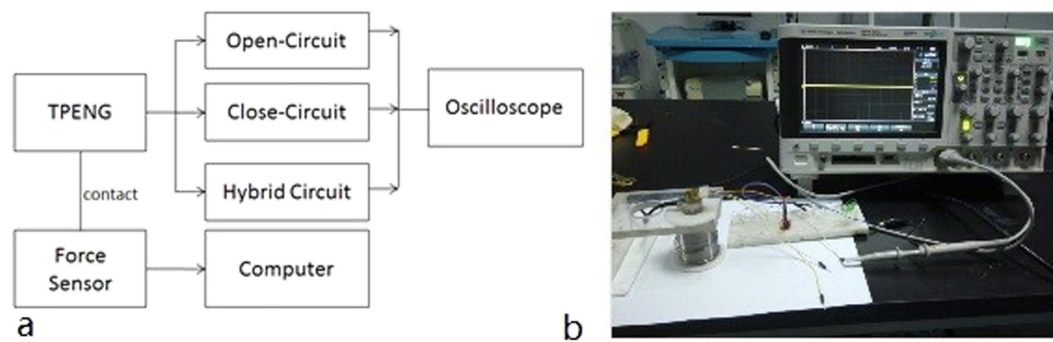 Open-Circuit
TPENG
Close-Circuit
Oscilloscope
contact
Hybrid Circuit
Force
Sensor
Computer
a
b